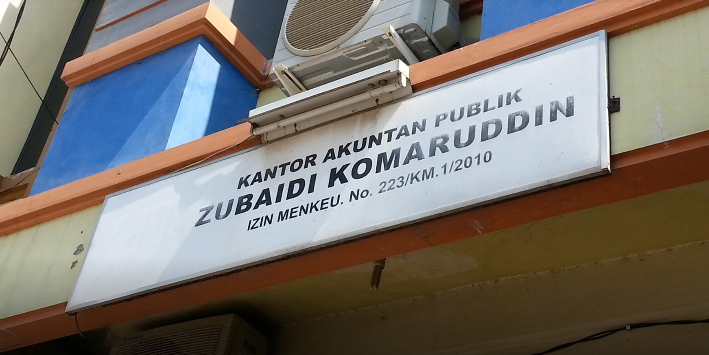 KANTOR AKUNTAN PUBLIK
ZUBAIDI KOMARUDDIN
IZIN MENKEU. No. 223/KM.1/2010